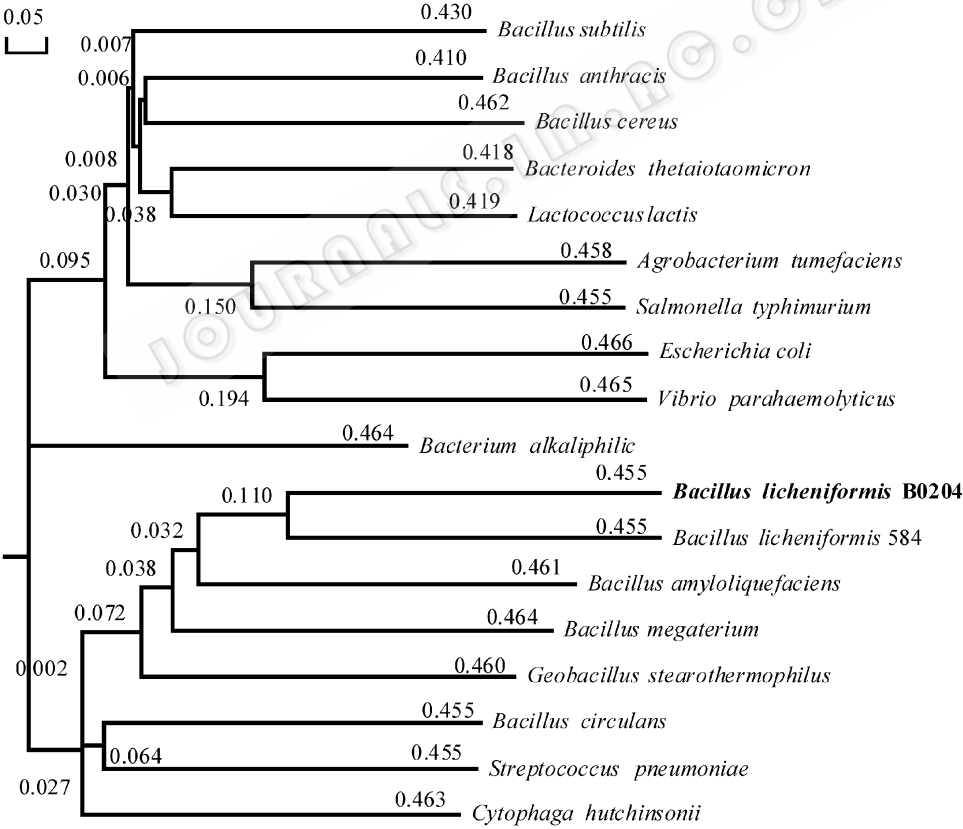 0.05
0.430
Bacillus subtilis
0.007
0.410
Bacillus anthracis
0.006
0.462
Bacillus cereus
0.418
Bacteroides thetaiotaomicron
0.008
0.030
0.419
Lactococcus lactis
0.038
0.458
Agrobacterium tumefaciens
0.095
0.455
Salmonella typhimurium
0.150
0.466
Escherichia coli
0.465
Vibrio parahaemolyticus
0.194
0.464
Bacterium alkaliphilic
0.455
Bacillus licheniformis B0204
0.110
0.455
Bacillus licheniformis 584
0.032
0.461
Bacillus amyloliquefaciens
0.038
0.464
Bacillus megaterium
0.072
0.460
Geobacillus stearothermophilus
0.002
0.455
Bacillus circulans
0.064
0.455
Streptococcus pneumoniae
0.027
0.463
Cytophaga hutchinsonii
JOURNALS.IM.AC.C